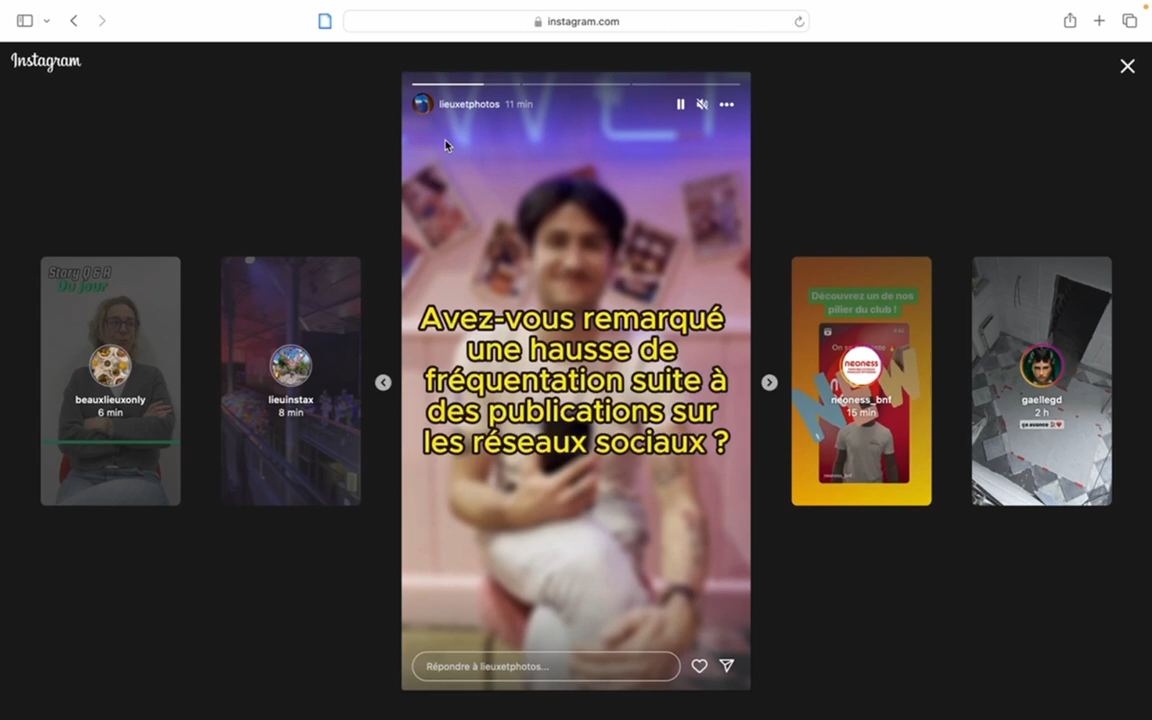 instagram.com
Instagram
lieuxetphotos 11 min
Avez-vous remarqué
une hausse de
fréquentation suite à
des publications sur
les réseaux sociaux ?
Répondre à lieuxetphotos...
Story Q & A
Du jour
beauxlieuxonly
6 min
lieuinstax
8 min
Découvrez un de nos
pilier du club !
neoness
neoness_bnf
15 min
gaellegd
2 h
ça avance